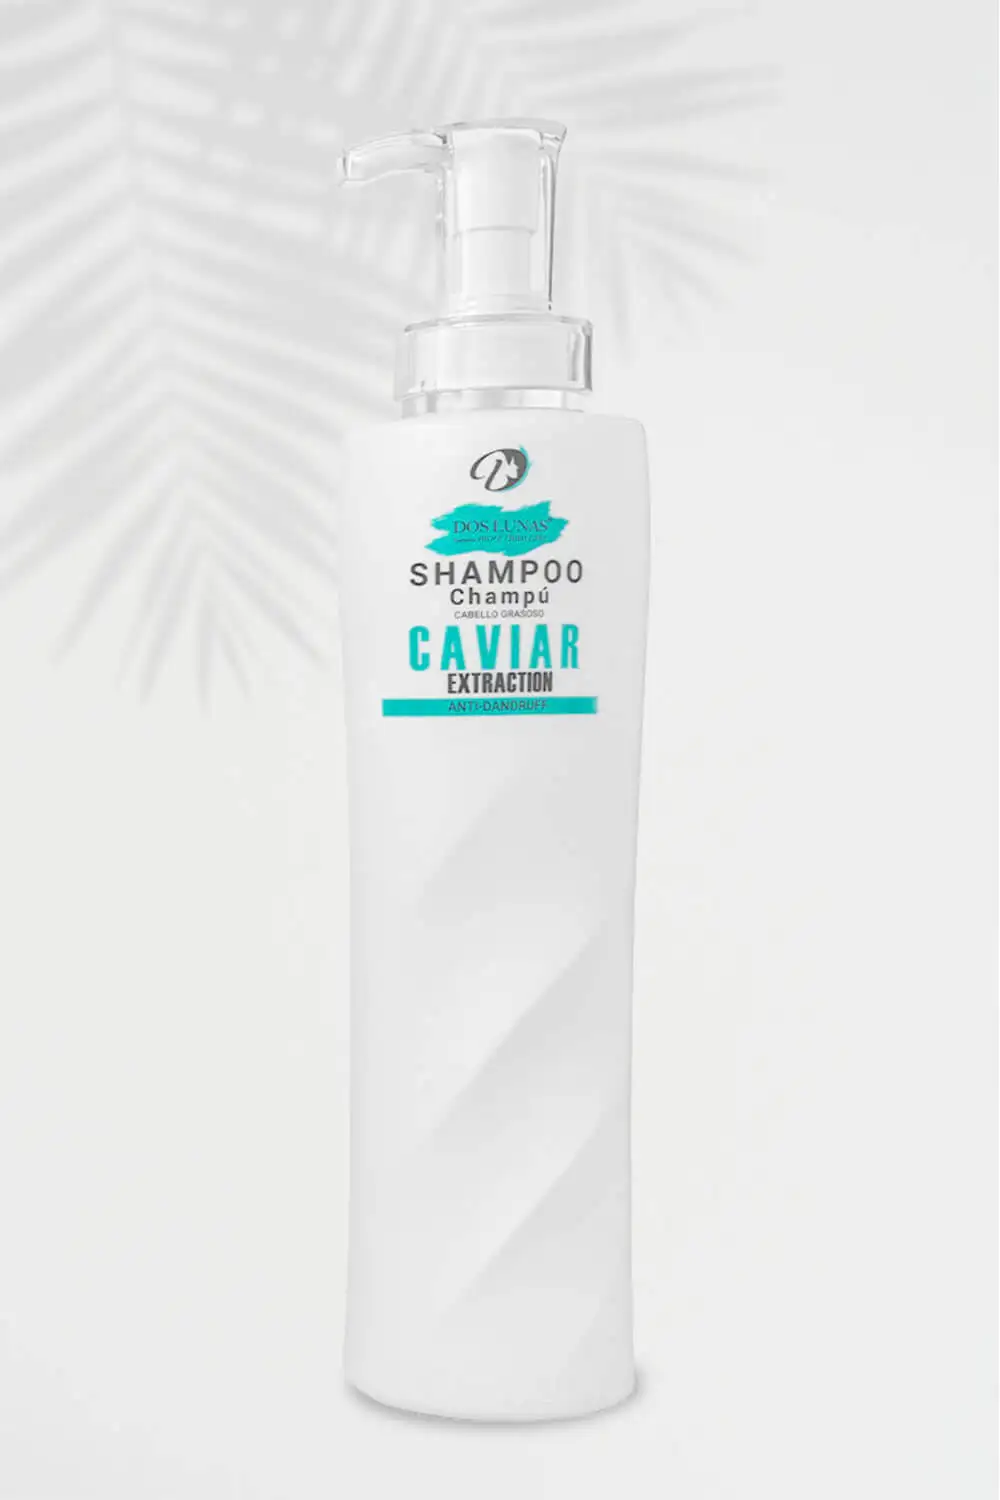 DOS LUNAS
SHAMPOO
Champú
CABELLO GRASOSO
CAVIAR
EXTRACTION
ANTI-DANDRUFF